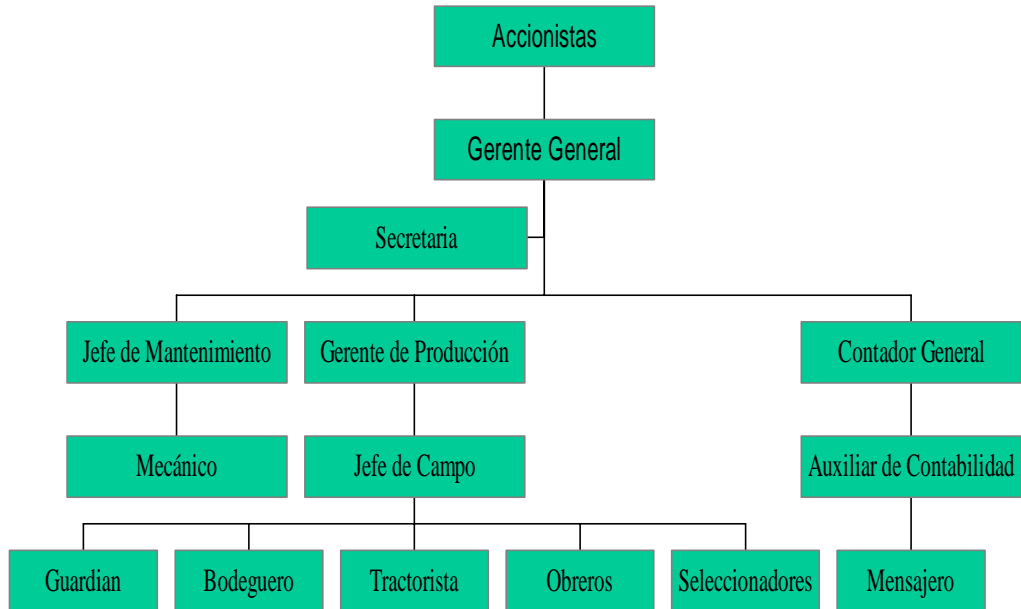 Accionistas
Gerente General
Secretaria
Jefe de Mantenimiento
Gerente de Producción
Contador General
Mecánico
Jefe de Campo
Auxiliar de Contabilidad
Guardian
Bodeguero
Tractorista
Obreros
Seleccionadores
Mensajero